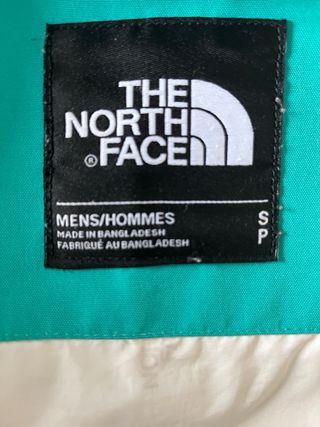 THE
NORTH
® FACE
MENS/HOMMES S
MADE IN BANGLADESH
FABRIQUÉ AU BANGLADESH P